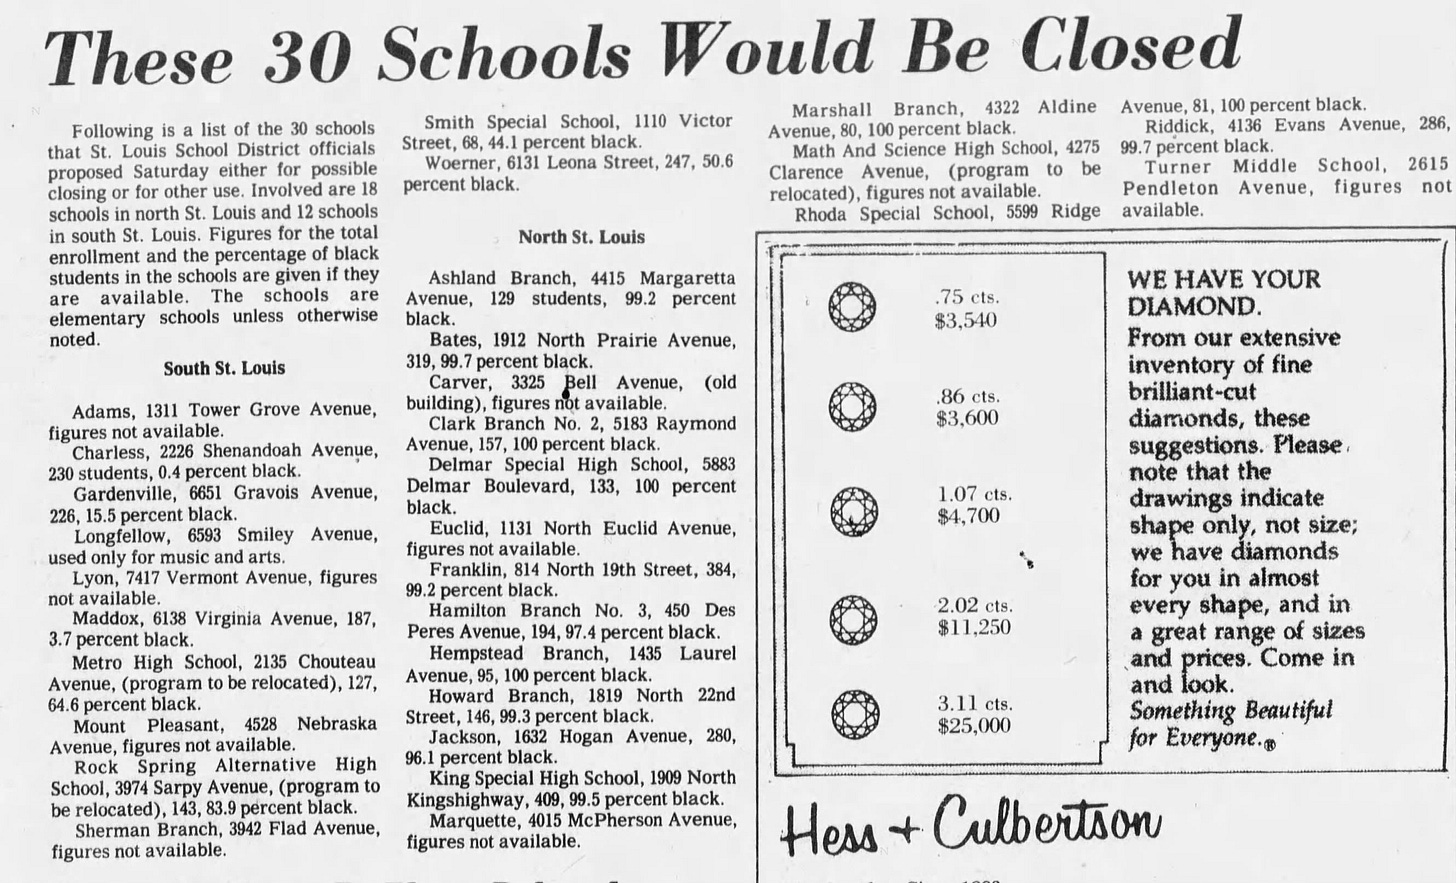 These 30 Schools Would Be Closed
Following is a list of the 30 schools
that St. Louis School District officials
proposed Saturday either for possible
closing or for other use. Involved are 18
schools in north St. Louis and 12 schools
in south St. Louis. Figures for the total
enrollment and the percentage of black
students in the schools are given if they
are available. The schools are
elementary schools unless otherwise
noted.
South St. Louis
Adams, 1311 Tower Grove Avenue,
figures not available.
Charless, 2226 Shenandoah Avenue,
230 students, 0.4 percent black.
Gardenville, 6651 Gravois Avenue,
226, 15.5 percent black.
Longfellow, 6593 Smiley Avenue,
used only for music and arts.
Lyon, 7417 Vermont Avenue, figures
not available.
Maddox, 6138 Virginia Avenue, 187,
3.7 percent black.
Metro High School, 2135 Chouteau
Avenue, (program to be relocated), 127,
64.6 percent black.
Mount Pleasant, 4528 Nebraska
Avenue, figures not available.
Rock Spring Alternative High
School, 3974 Sarpy Avenue, (program to
be relocated), 143, 83.9 percent black.
Sherman Branch, 3942 Flad Avenue,
figures not available.
Smith Special School, 1110 Victor
Street, 68, 44.1 percent black.
Woerner, 6131 Leona Street, 247, 50.6
percent black.
North St. Louis
Ashland Branch, 4415 Margaretta
Avenue, 129 students, 99.2 percent
black.
Bates, 1912 North Prairie Avenue,
319, 99.7 percent black.
Carver, 3325 Bell Avenue, (old
building), figures not available.
Clark Branch No. 2, 5183 Raymond
Avenue, 157, 100 percent black.
Delmar Special High School, 5883
Delmar Boulevard, 133, 100 percent
black.
Euclid, 1131 North Euclid Avenue,
figures not available.
Franklin, 814 North 19th Street, 384,
99.2 percent black.
Hamilton Branch No. 3, 450 Des
Peres Avenue, 194, 97.4 percent black.
Hempstead Branch, 1435 Laurel
Avenue, 95, 100 percent black.
Howard Branch, 1819 North 22nd
Street, 146, 99.3 percent black.
Jackson, 1632 Hogan Avenue, 280,
96.1 percent black.
King Special High School, 1909 North
Kingshighway, 409, 99.5 percent black.
Marquette, 4015 McPherson Avenue,
figures not available.
Marshall Branch, 4322 Aldine
Avenue, 80, 100 percent black.
Math And Science High School, 4275
Clarence Avenue, (program to be
relocated), figures not available.
Rhoda Special School, 5599 Ridge
Avenue, 81, 100 percent black.
Riddick, 4136 Evans Avenue, 286,
99.7 percent black.
Turner Middle School, 2615
Pendleton Avenue, figures not
available.
.75 cts.
$3,540
.86 cts.
$3,600
1.07 cts.
$4,700
2.02 cts.
$11,250
3.11 cts.
$25,000
WE HAVE YOUR
DIAMOND.
From our extensive
inventory of fine
brilliant-cut
diamonds, these
suggestions. Please
note that the
drawings indicate
shape only, not size;
we have diamonds
for you in almost
every shape, and in
a great range of sizes
and prices. Come in
and look.
Something Beautiful
for Everyone.®
Hess + Culbertson